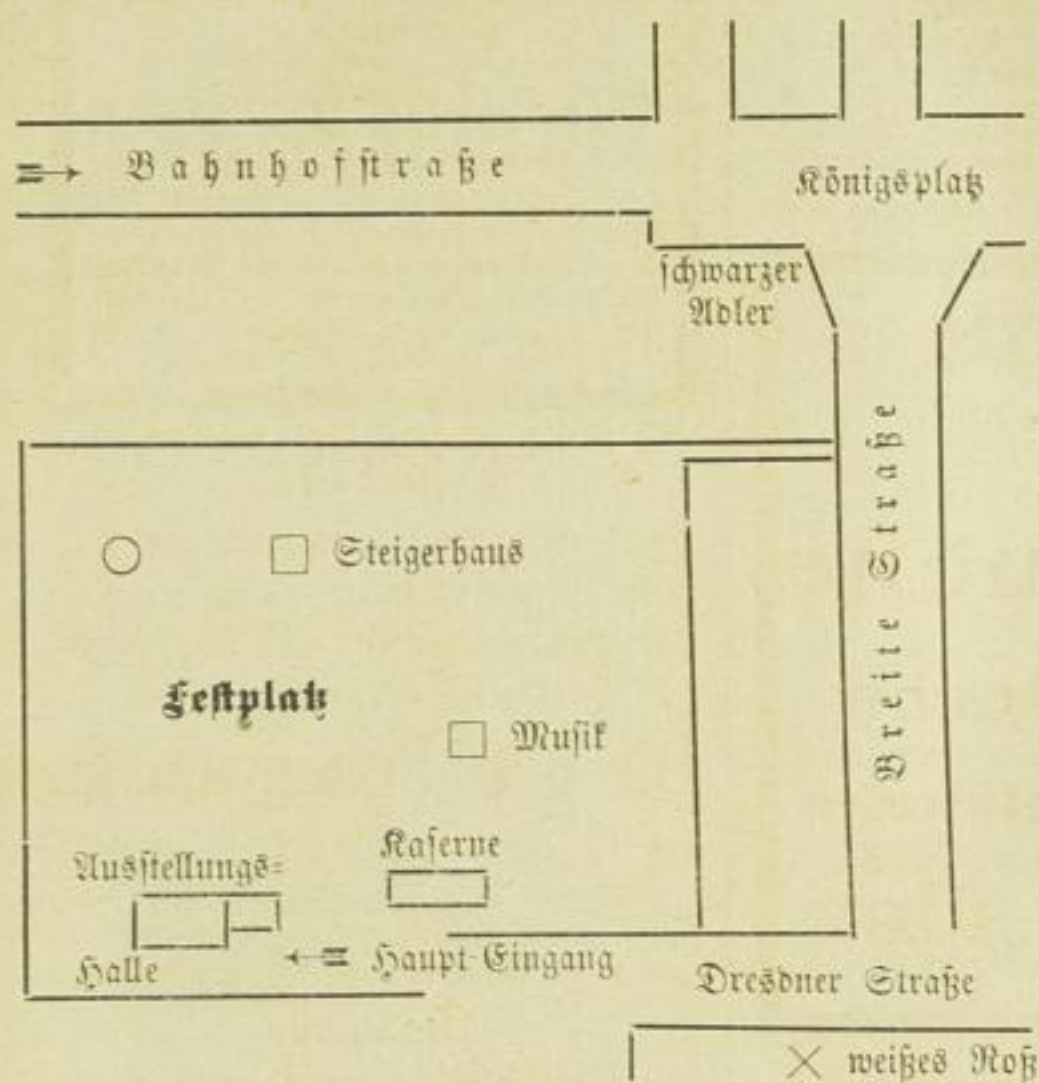 Bahnhofstraße
Königsplatz
schwarzer
Adler
Breite Straße
Steigerhaus
Festplatz
Musik
Kaserne
Ausstellungs=
Halle
Haupt-Eingang
Dresdner Straße
weißes Roß